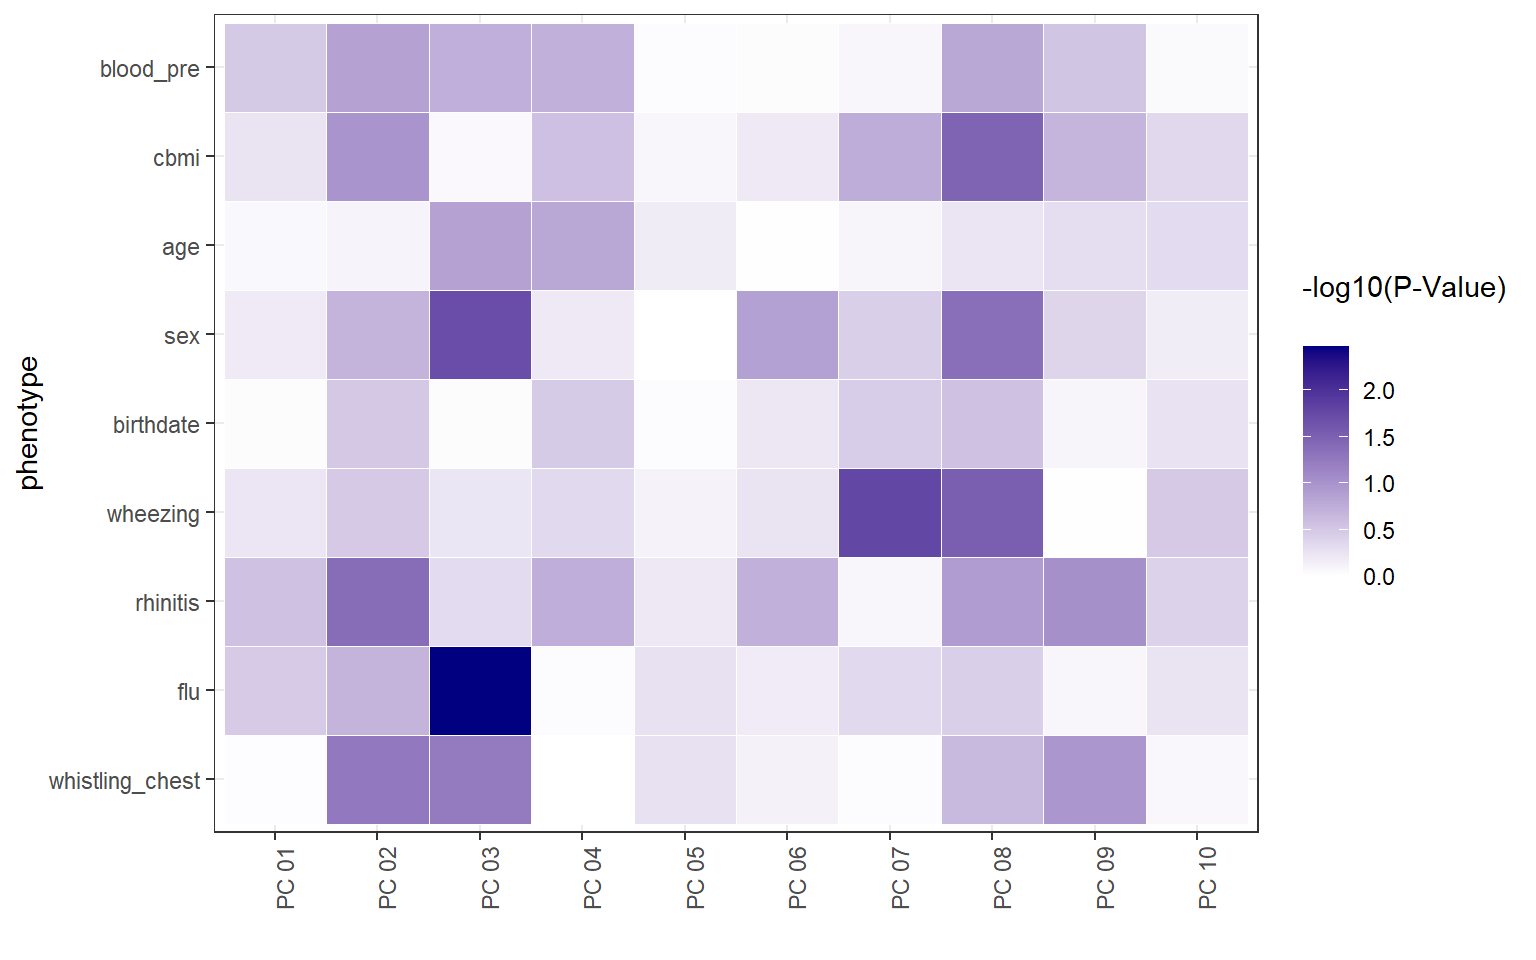 blood_pre
cbmi
age
sex
birthdate
wheezing
rhinitis
flu
whistling_chest
phenotype
PC 01
PC 02
PC 03
PC 04
PC 05
PC 06
PC 07
PC 08
PC 09
PC 10
-log10(P-Value)
2.0
1.5
1.0
0.5
0.0